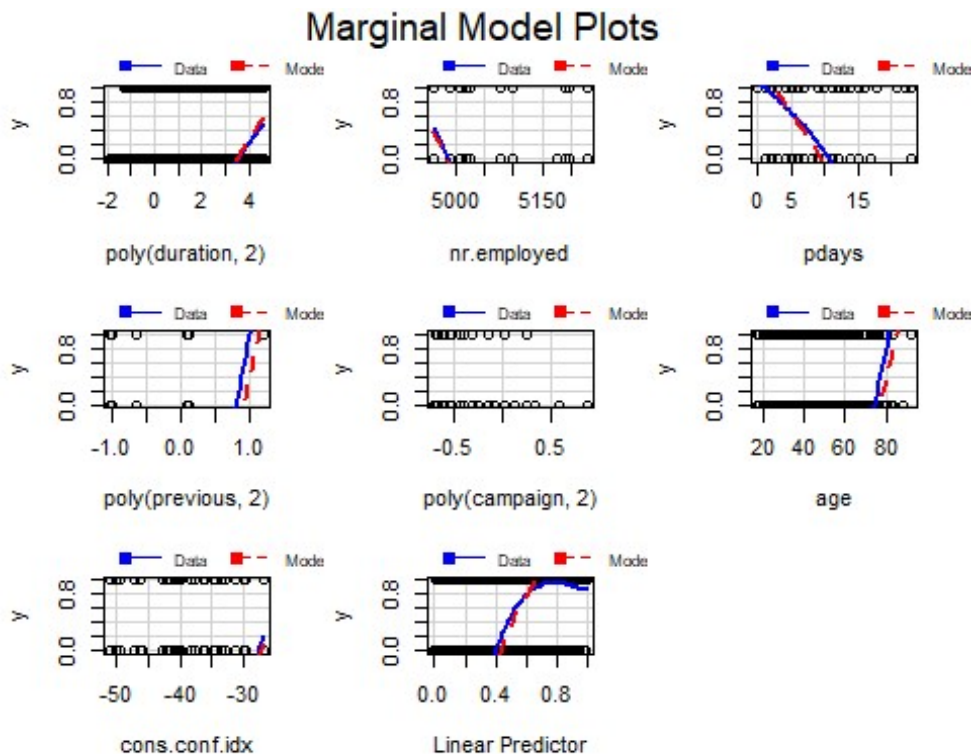 Marginal Model Plots
Data Mode Data Mode Data Mode
y 0.0 0.8 y 0.0 0.8 y 0.0 0.8
-2 0 2 4 5000 5150 0 5 15
poly(duration, 2) nr.employed pdays
Data Mode Data Mode Data Mode
y 0.0 0.8 y 0.0 0.8 y 0.0 0.8
-1.0 0.0 1.0 -0.5 0.5 20 40 60 80
poly(previous, 2) poly(campaign, 2) age
Data Mode Data Mode
y 0.0 0.8 y 0.0 0.8
-50 -40 -30 0.0 0.4 0.8
cons.conf.idx Linear Predictor